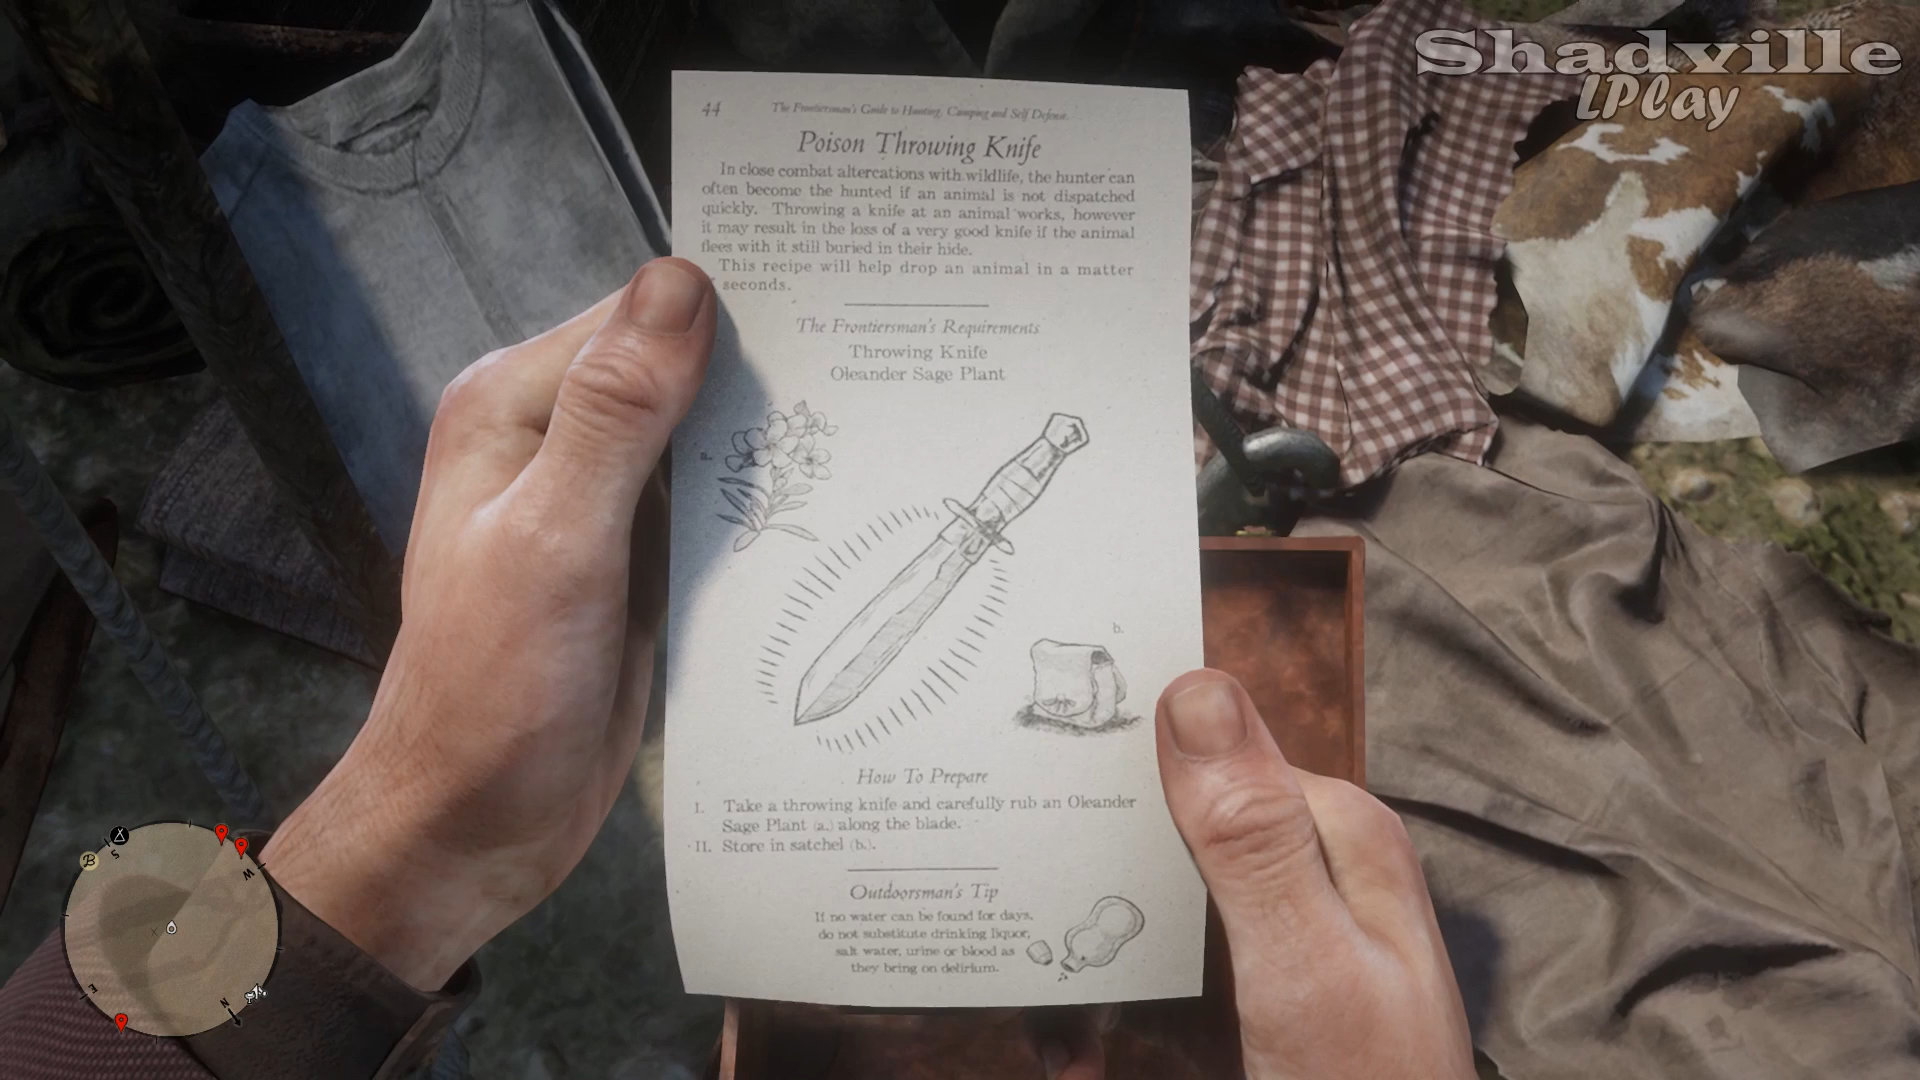 Shadville
lPlay
44 The Frontiersman's Guide to Hunting, Camping and Self Defense.
Poison Throwing Knife
In close combat altercations with wildlife, the hunter can
often become the hunted if an animal is not dispatched
quickly. Throwing a knife at an animal works, however
it may result in the loss of a very good knife if the animal
flees with it still buried in their hide.
This recipe will help drop an animal in a matter
seconds.
The Frontiersman's Requirements
Throwing Knife
Oleander Sage Plant
a.
b.
How To Prepare
I. Take a throwing knife and carefully rub an Oleander
Sage Plant (a.) along the blade.
II. Store in satchel (b.).
Outdoorsman's Tip
If no water can be found for days,
do not substitute drinking liquor,
salt water, urine or blood as
they bring on delirium.
B
S
W
E
N